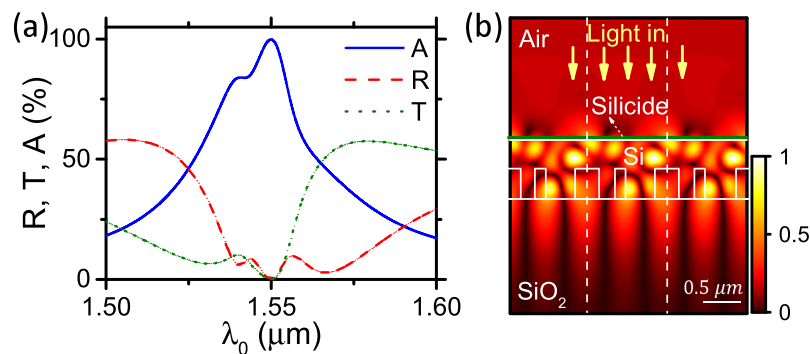 (a)
R, T, A (%)
100
50
0
A
R
T
1.50
1.55
1.60
λ0 (μm)
(b)
Air
Light in
Silicide
Si
SiO2
0.5 μm
1
0.5
0